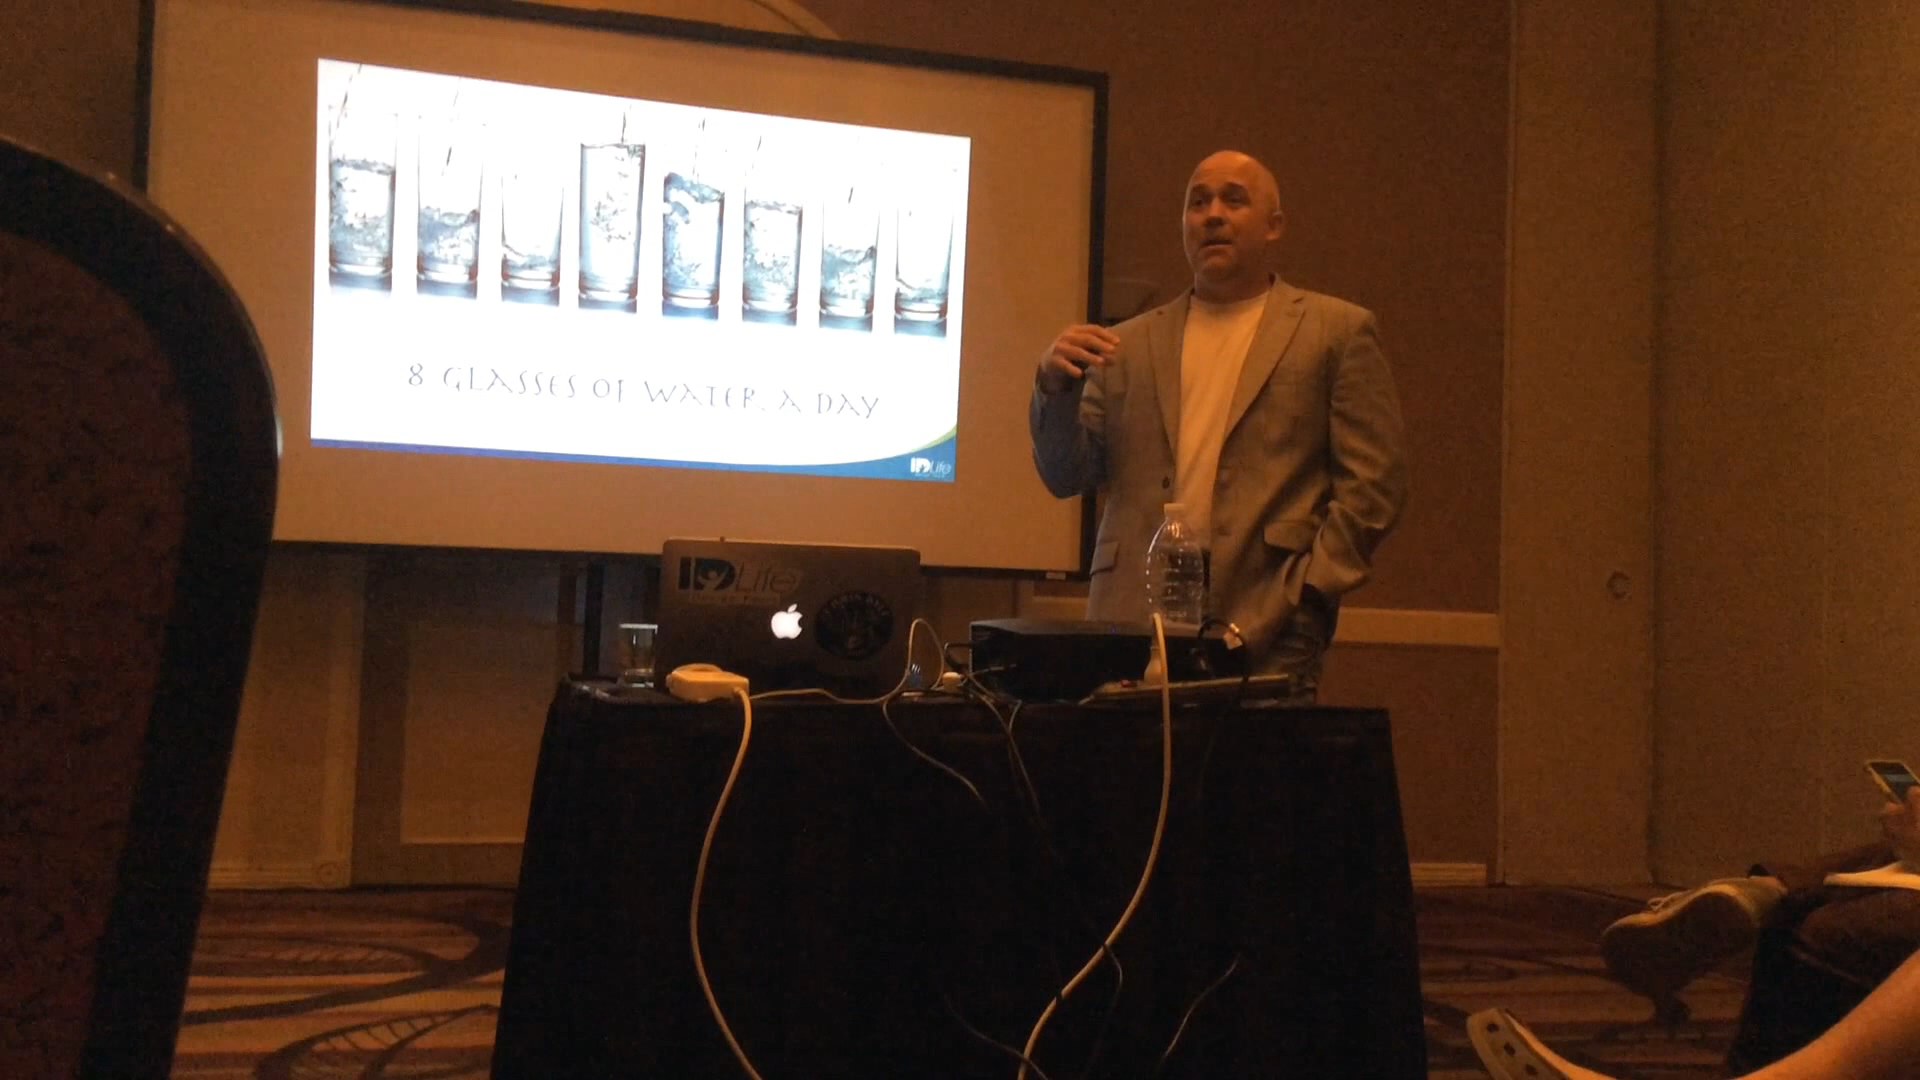 8 GLASSES OF WATER A DAY
IDLife
IDLife